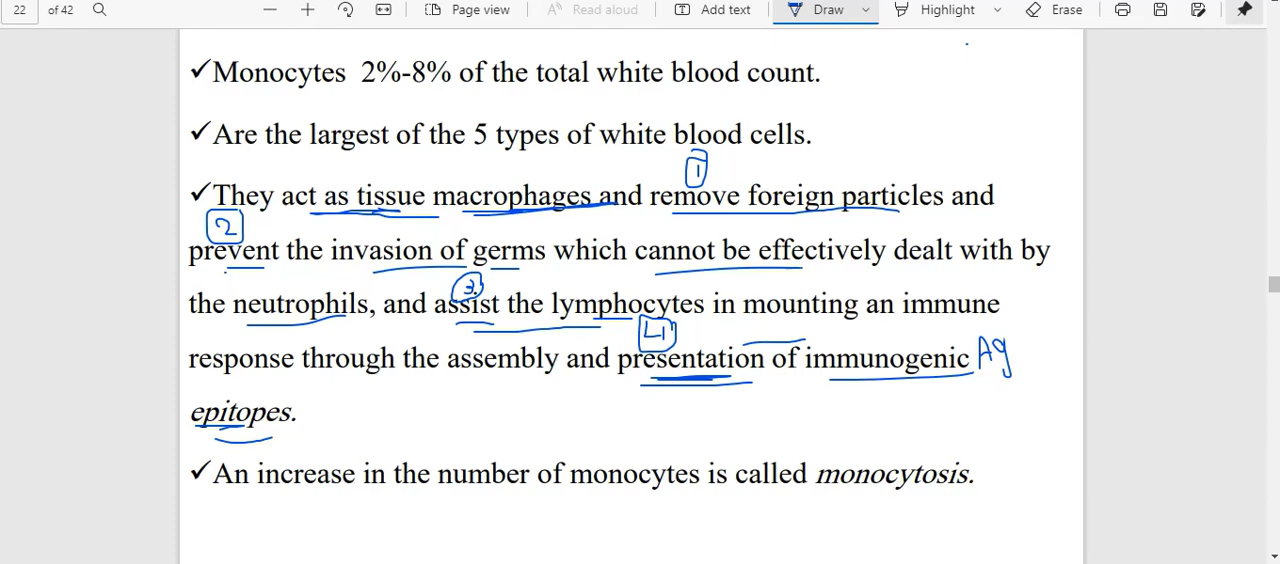 22 of 42 Page view Read aloud Add text Draw Highlight Erase
✓Monocytes 2%-8% of the total white blood count.
✓Are the largest of the 5 types of white blood cells.
1
✓They act as tissue macrophages and remove foreign particles and
2
prevent the invasion of germs which cannot be effectively dealt with by
3.
the neutrophils, and assist the lymphocytes in mounting an immune
4
response through the assembly and presentation of immunogenic Ag
epitopes.
✓An increase in the number of monocytes is called monocytosis.